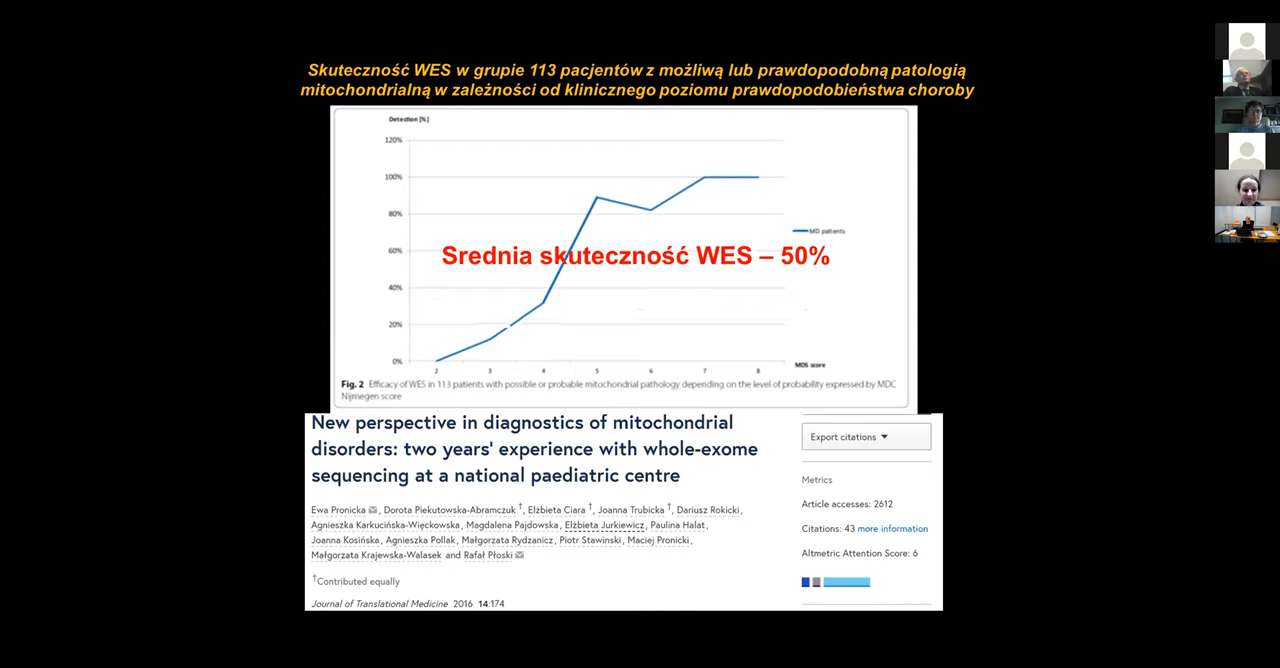 Skuteczność WES w grupie 113 pacjentów z możliwą lub prawdopodobną patologią
mitochondrialną w zależności od klinicznego poziomu prawdopodobieństwa choroby
Detection [%]
120%
100%
80%
60%
40%
20%
0%
2 3 4 5 6 7 8
MDS score
MD patients
Srednia skuteczność WES – 50%
Fig. 2 Efficacy of WES in 113 patients with possible or probable mitochondrial pathology depending on the level of probability expressed by MDC
Nijmegen score
New perspective in diagnostics of mitochondrial
disorders: two years’ experience with whole-exome
sequencing at a national paediatric centre
Ewa Pronicka, Dorota Piekutowska-Abramczuk†, Elżbieta Ciara†, Joanna Trubicka†, Dariusz Rokicki,
Agnieszka Karkucińska-Więckowska, Magdalena Pajdowska, Elżbieta Jurkiewicz, Paulina Halat,
Joanna Kosińska, Agnieszka Pollak, Małgorzata Rydzanicz, Piotr Stawinski, Maciej Pronicki,
Małgorzata Krajewska-Walasek and Rafał Płoski
†Contributed equally
Journal of Translational Medicine 2016 14:174
Export citations
Metrics
Article accesses: 2612
Citations: 43 more information
Altmetric Attention Score: 6